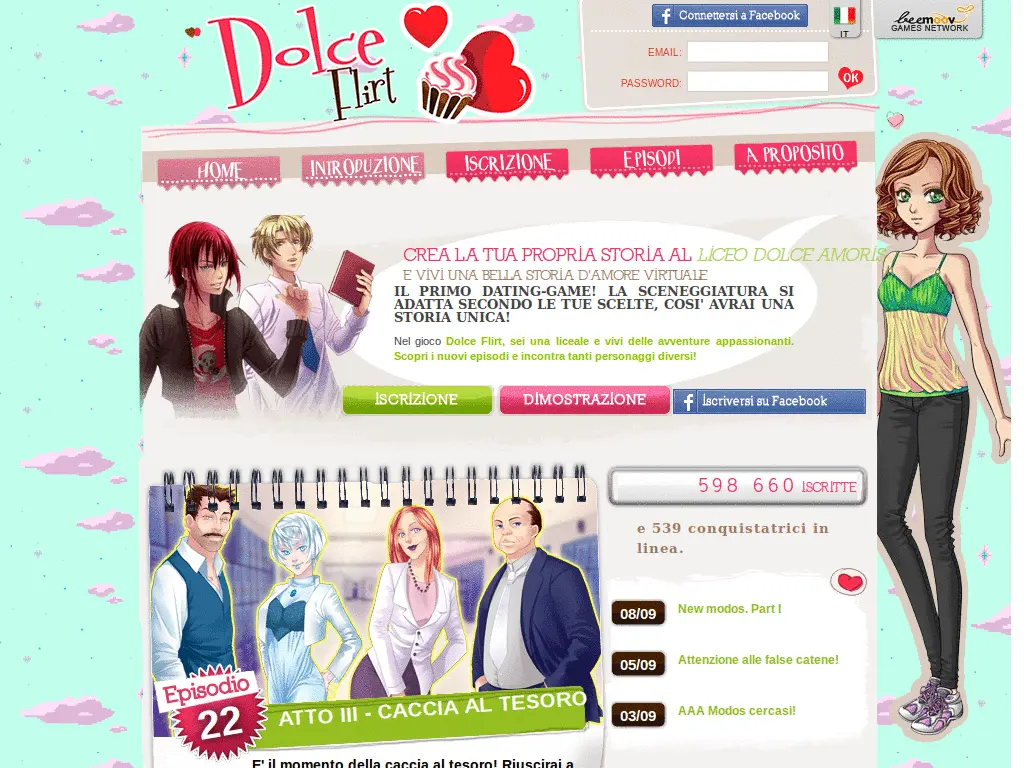 Dolce
Flirt
Connettersi a Facebook
IT
beemoov
GAMES NETWORK
EMAIL:
PASSWORD:
OK
HOME
INTRODUZIONE
ISCRIZIONE
EPISODI
A PROPOSITO
CREA LA TUA PROPRIA STORIA AL LICEO DOLCE AMORIS
E VIVI UNA BELLA STORIA D'AMORE VIRTUALE
IL PRIMO DATING-GAME! LA SCENEGGIATURA SI
ADATTA SECONDO LE TUE SCELTE, COSI' AVRAI UNA
STORIA UNICA!
Nel gioco Dolce Flirt, sei una liceale e vivi delle avventure appassionanti.
Scopri i nuovi episodi e incontra tanti personaggi diversi!
ISCRIZIONE
DIMOSTRAZIONE
Iscriversi su Facebook
598 660 ISCRITTE
e 539 conquistatrici in
linea.
08/09 New modos. Part I
05/09 Attenzione alle false catene!
03/09 AAA Modos cercasi!
Episodio
22
ATTO III - CACCIA AL TESORO
E' il momento della caccia al tesoro! Riuscirai a